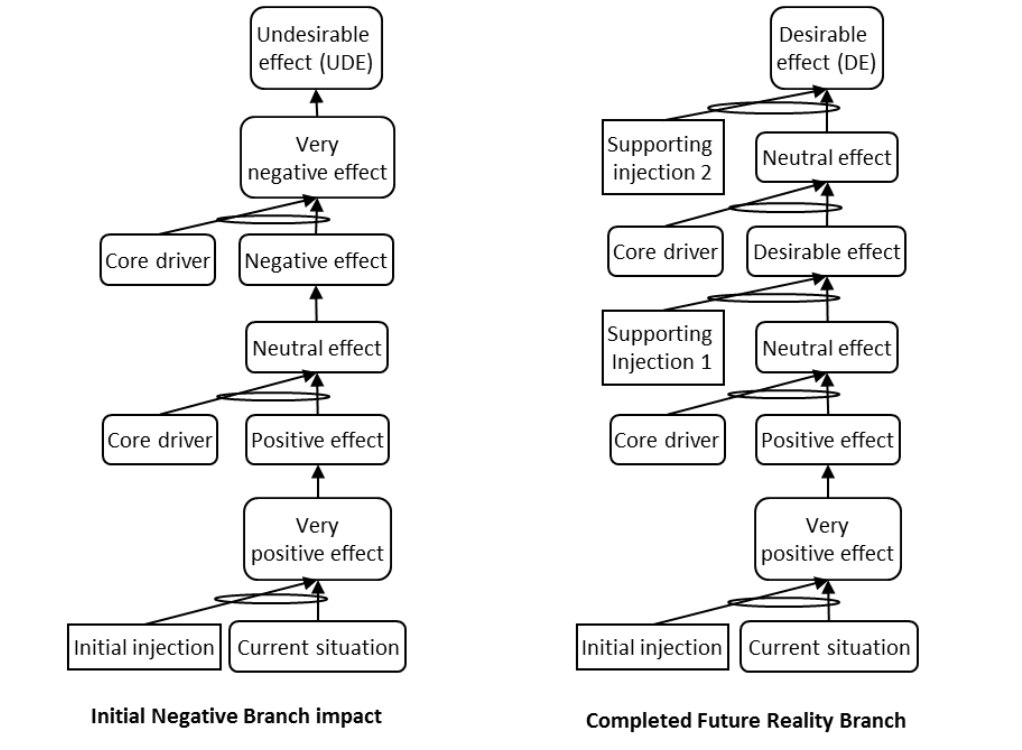 Undesirable
effect (UDE)
Very
negative effect
Core driver
Negative effect
Neutral effect
Core driver
Positive effect
Very
positive effect
Initial injection
Current situation
Initial Negative Branch impact
Desirable
effect (DE)
Supporting
injection 2
Neutral effect
Core driver
Desirable effect
Supporting
Injection 1
Neutral effect
Core driver
Positive effect
Very
positive effect
Initial injection
Current situation
Completed Future Reality Branch